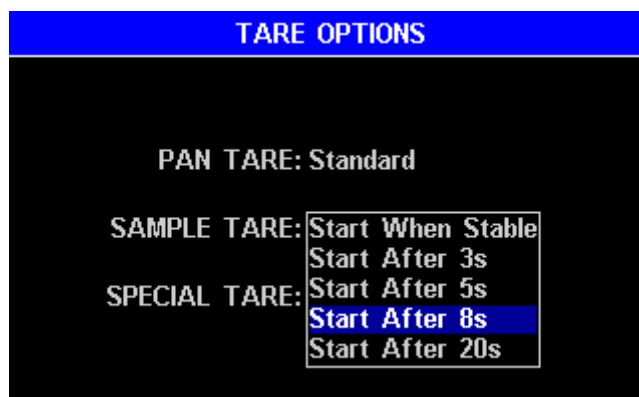 TARE OPTIONS
PAN TARE: Standard
SAMPLE TARE: Start When Stable
Start After 3s
SPECIAL TARE: Start After 5s
Start After 8s
Start After 20s